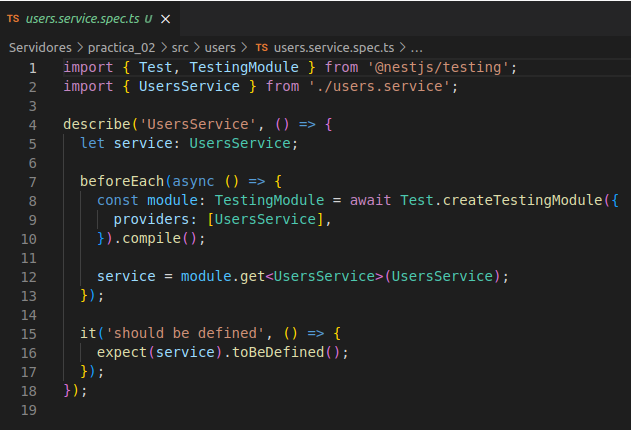 TS users.service.spec.ts U ×
Servidores > practica_02 > src > users > TS users.service.spec.ts > ...
1 import { Test, TestingModule } from '@nestjs/testing';
2 import { UsersService } from './users.service';
3
4 describe('UsersService', () => {
5   let service: UsersService;
6
7   beforeEach(async () => {
8     const module: TestingModule = await Test.createTestingModule({
9       providers: [UsersService],
10     }).compile();
11
12     service = module.get<UsersService>(UsersService);
13   });
14
15   it('should be defined', () => {
16     expect(service).toBeDefined();
17   });
18 });
19